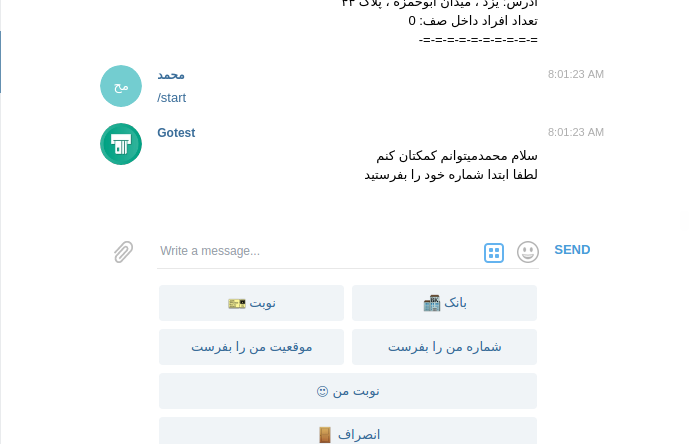 آدرس: یزد ، میدان ابوحمزه ، پلاک ۴۴
تعداد افراد داخل صف: 0
-=-=-=-=-=-=-=-=-=-=
مح
محمد
8:01:23 AM
/start
Gotest
8:01:23 AM
سلام محمدمیتوانم کمکتان کنم
لطفا ابتدا شماره خود را بفرستید
Write a message...
SEND
بانک
نوبت
شماره من را بفرست
موقعیت من را بفرست
نوبت من
انصراف